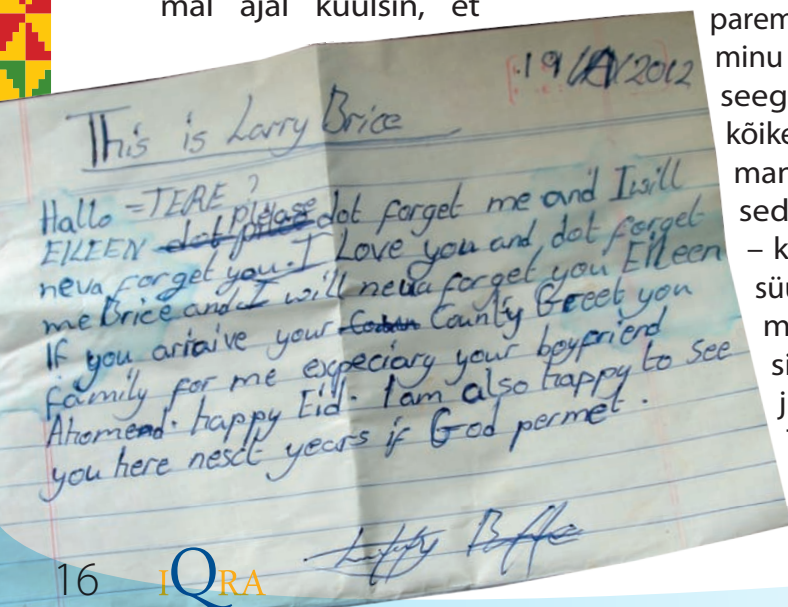 mal ajal kuulsin, et
parem
minu
seeg
kõike
man
sed
– k
süü
m
si
j
19 2012
This is Larry Brice
Hallo =TERE ?
EILEEN please dot forget me and I will
neva forget you. I Love you and dot forget
me Brice and I will neva forget you Eileen
If you ariaive your County Greet you
family for me expeciary your boyfriend
Ahomend. happy Eid. I am also happy to see
you here nesct years if God permet.
16 IQRA